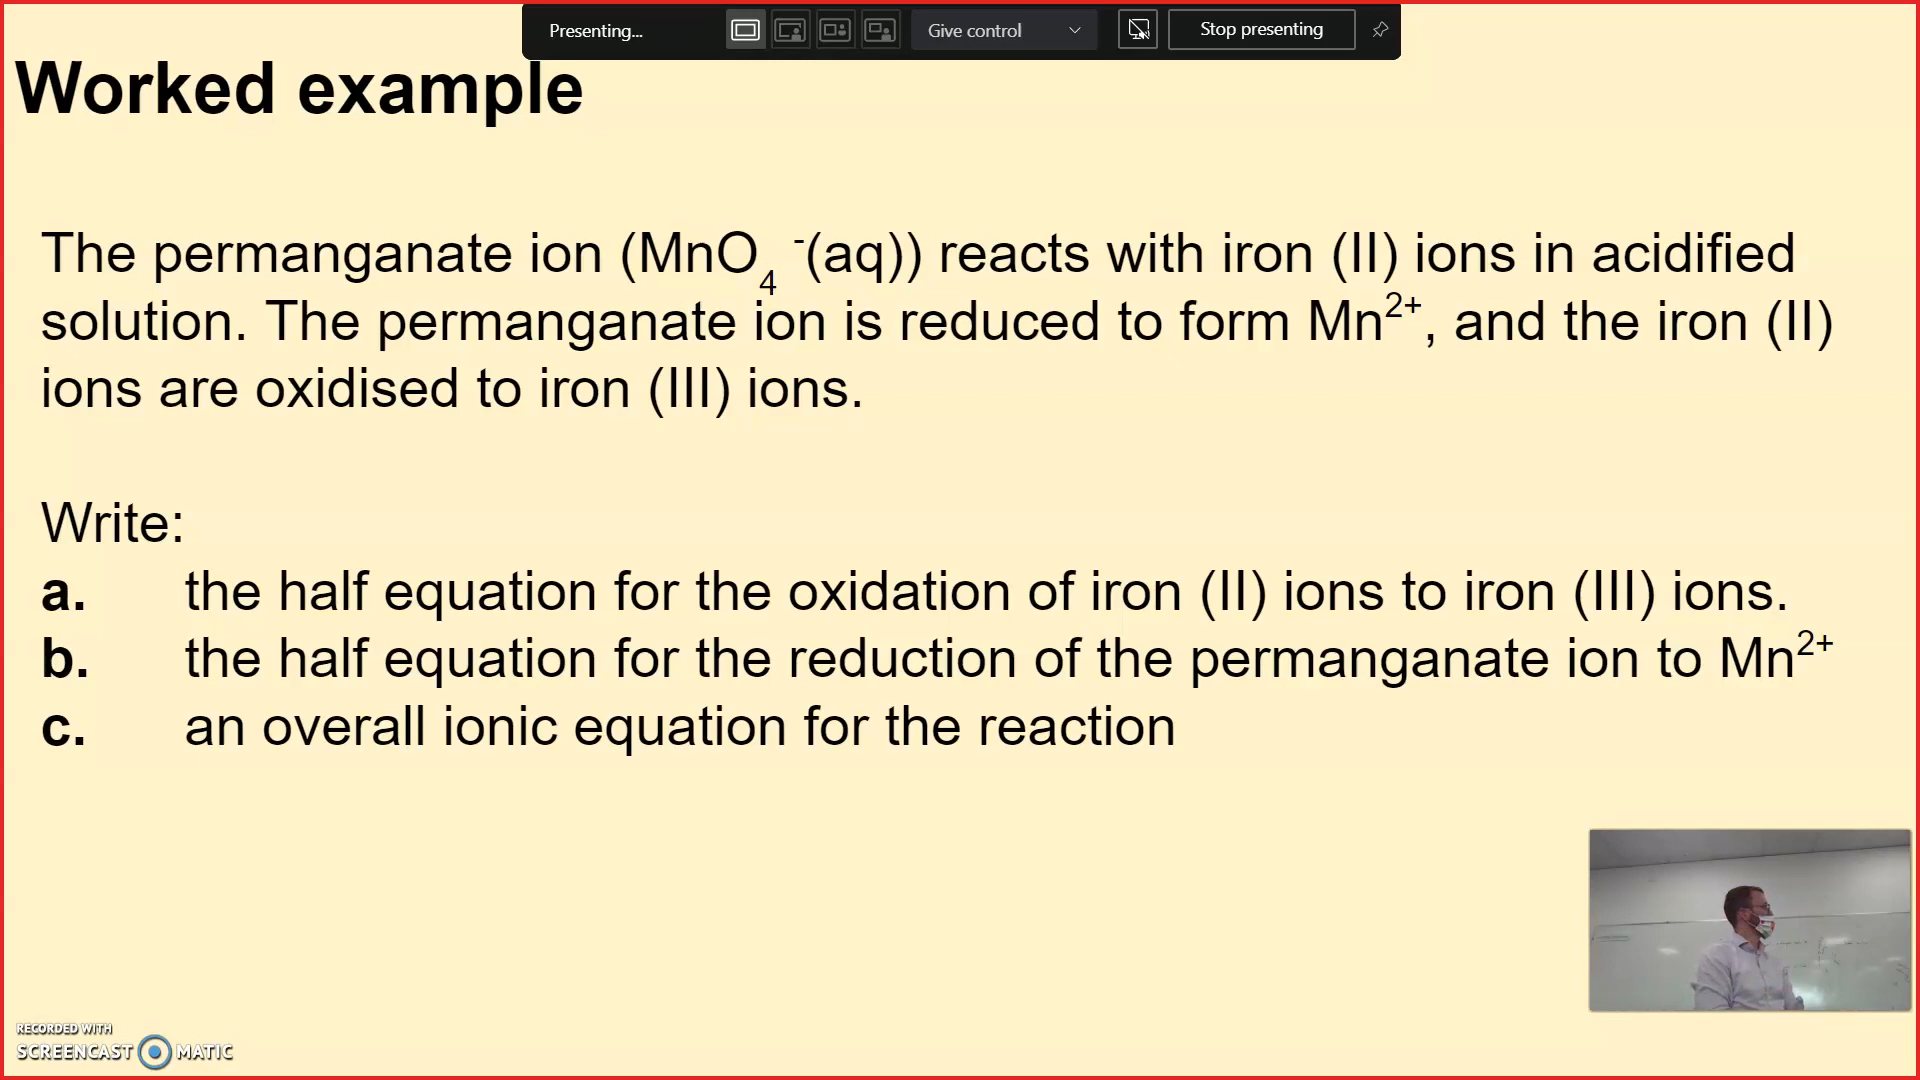 Presenting...
Give control
Stop presenting
Worked example
The permanganate ion (MnO₄⁻(aq)) reacts with iron (II) ions in acidified
solution. The permanganate ion is reduced to form Mn²⁺, and the iron (II)
ions are oxidised to iron (III) ions.
Write:
a. the half equation for the oxidation of iron (II) ions to iron (III) ions.
b. the half equation for the reduction of the permanganate ion to Mn²⁺
c. an overall ionic equation for the reaction
RECORDED WITH
SCREENCAST MATIC